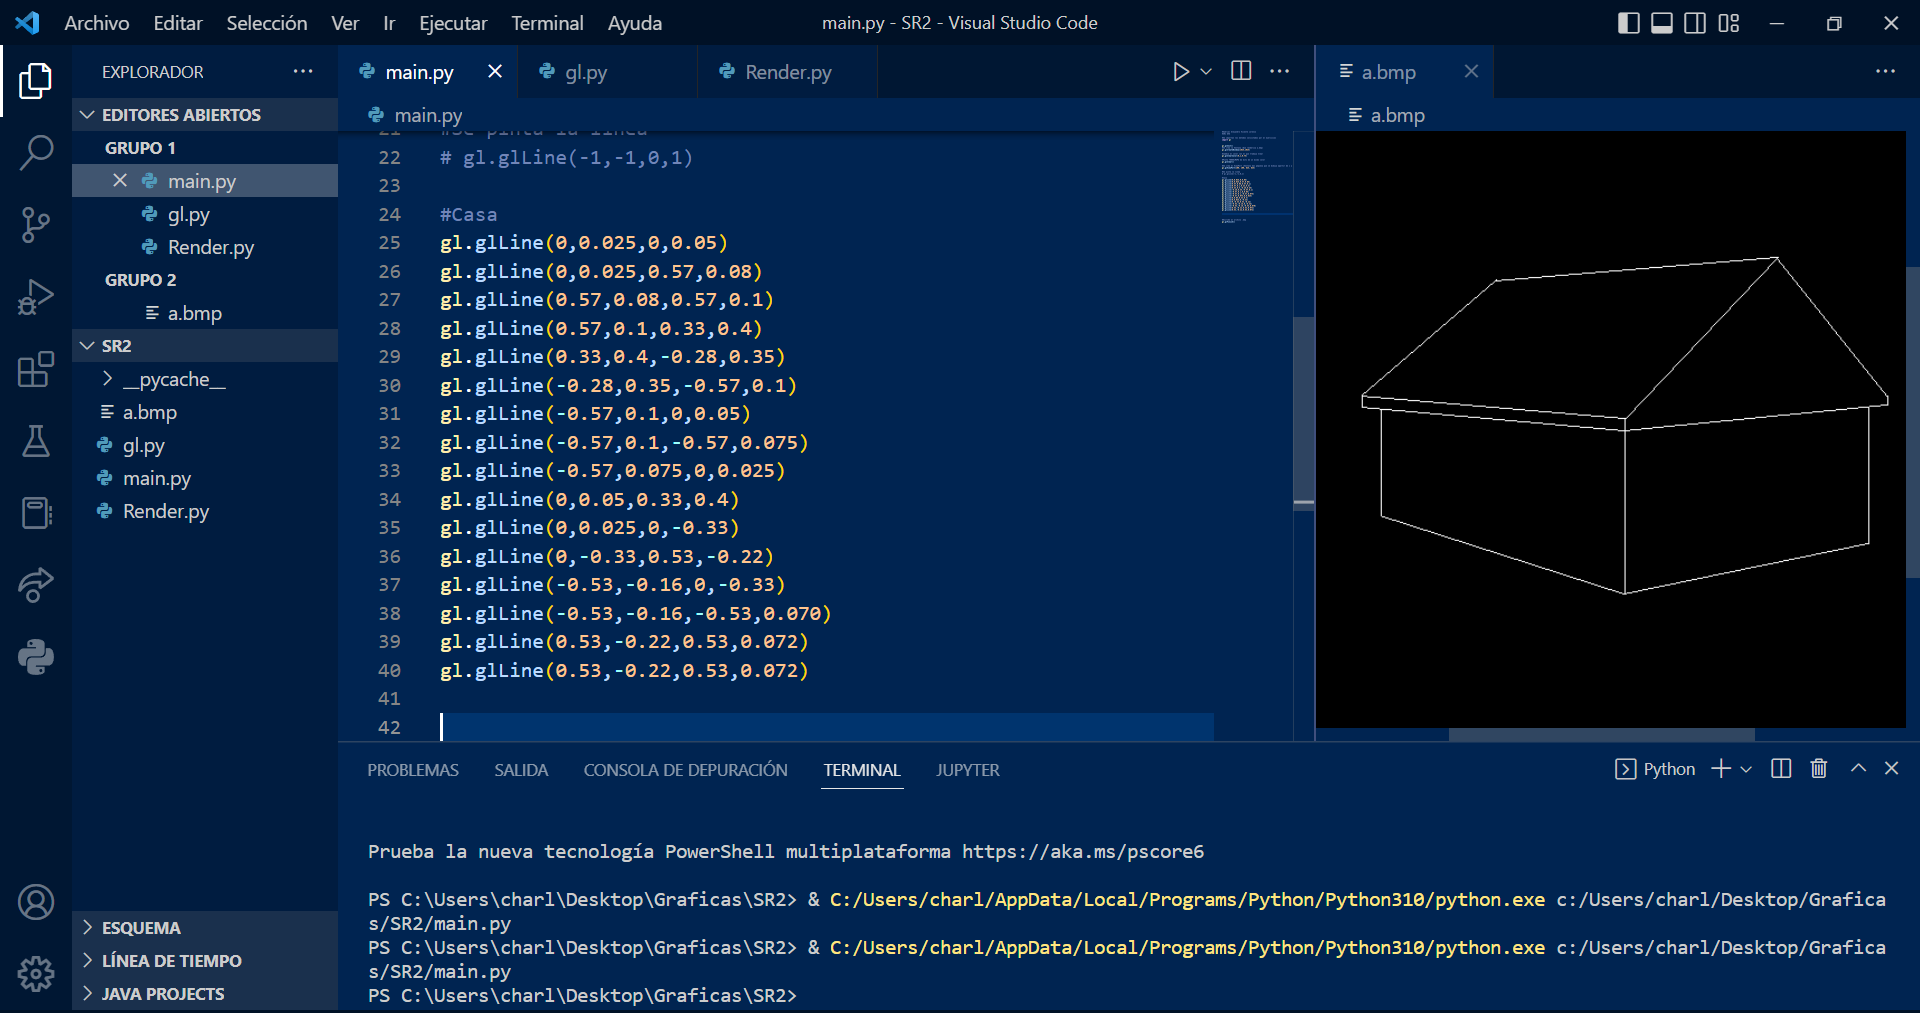 Archivo Editar Selección Ver Ir Ejecutar Terminal Ayuda main.py - SR2 - Visual Studio Code
EXPLORADOR
EDITORES ABIERTOS
GRUPO 1
main.py
gl.py
Render.py
GRUPO 2
a.bmp
SR2
__pycache__
a.bmp
gl.py
main.py
Render.py
ESQUEMA
LÍNEA DE TIEMPO
JAVA PROJECTS
main.py gl.py Render.py
main.py
21 #Se pinta la linea
22 # gl.glLine(-1,-1,0,1)
23
24 #Casa
25 gl.glLine(0,0.025,0,0.05)
26 gl.glLine(0,0.025,0.57,0.08)
27 gl.glLine(0.57,0.08,0.57,0.1)
28 gl.glLine(0.57,0.1,0.33,0.4)
29 gl.glLine(0.33,0.4,-0.28,0.35)
30 gl.glLine(-0.28,0.35,-0.57,0.1)
31 gl.glLine(-0.57,0.1,0,0.05)
32 gl.glLine(-0.57,0.1,-0.57,0.075)
33 gl.glLine(-0.57,0.075,0,0.025)
34 gl.glLine(0,0.05,0.33,0.4)
35 gl.glLine(0,0.025,0,-0.33)
36 gl.glLine(0,-0.33,0.53,-0.22)
37 gl.glLine(-0.53,-0.16,0,-0.33)
38 gl.glLine(-0.53,-0.16,-0.53,0.070)
39 gl.glLine(0.53,-0.22,0.53,0.072)
40 gl.glLine(0.53,-0.22,0.53,0.072)
41
42
a.bmp
a.bmp
PROBLEMAS SALIDA CONSOLA DE DEPURACIÓN TERMINAL JUPYTER Python
Prueba la nueva tecnología PowerShell multiplataforma https://aka.ms/pscore6
PS C:\Users\charl\Desktop\Graficas\SR2> & C:/Users/charl/AppData/Local/Programs/Python/Python310/python.exe c:/Users/charl/Desktop/Grafica
s/SR2/main.py
PS C:\Users\charl\Desktop\Graficas\SR2> & C:/Users/charl/AppData/Local/Programs/Python/Python310/python.exe c:/Users/charl/Desktop/Grafica
s/SR2/main.py
PS C:\Users\charl\Desktop\Graficas\SR2>